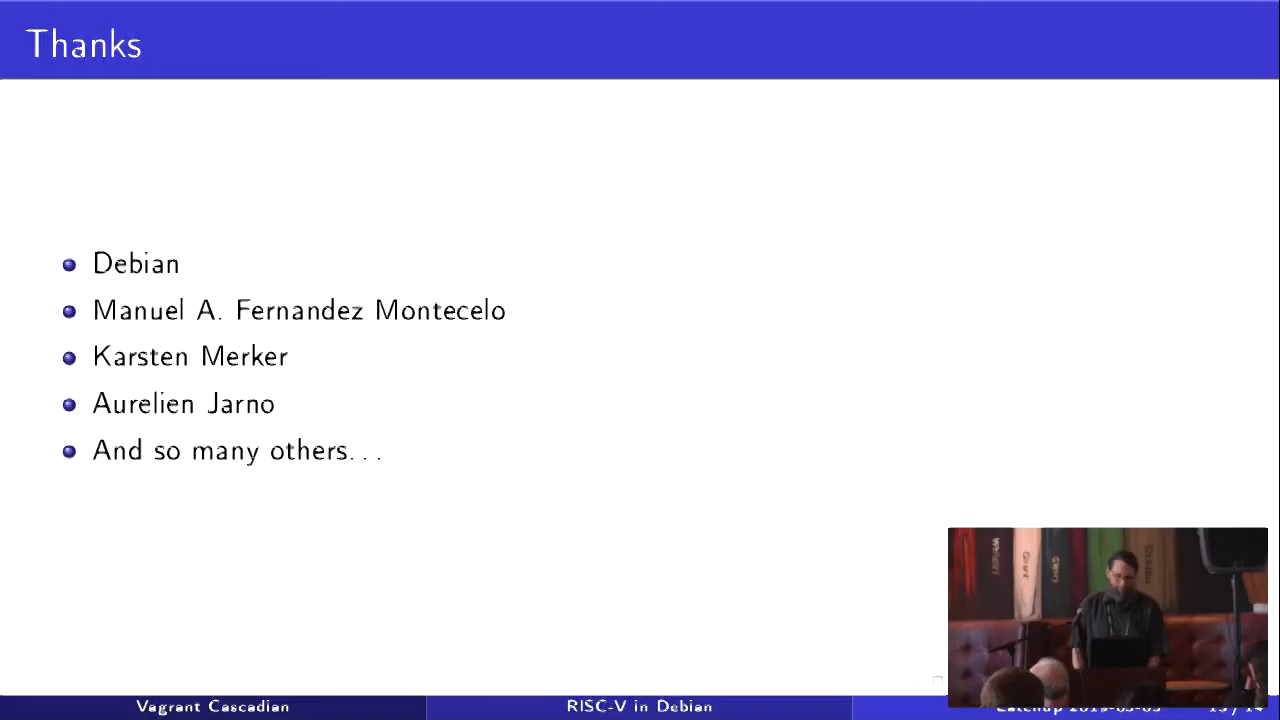 Thanks
Debian
Manuel A. Fernandez Montecelo
Karsten Merker
Aurelien Jarno
And so many others. . .
Vagrant Cascadian
RISC-V in Debian